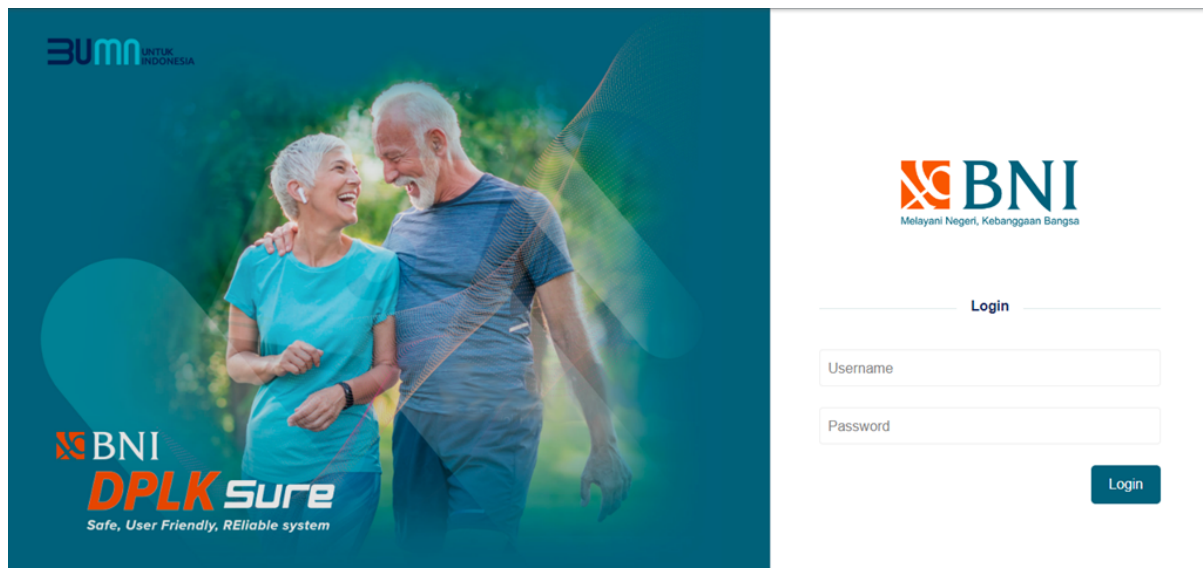 BUMN UNTUK
INDONESIA
BNI
DPLK Sure
Safe, User Friendly, REliable system
BNI
Melayani Negeri, Kebanggaan Bangsa
Login
Username
Password
Login